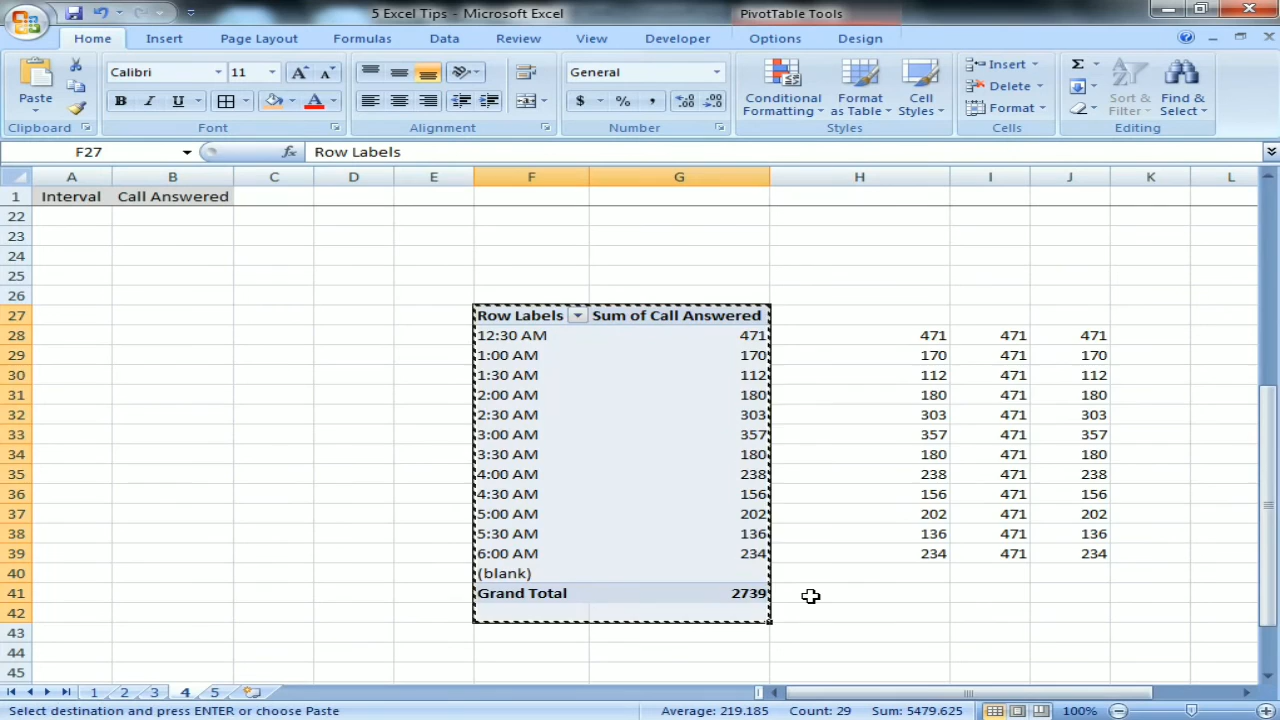 5 Excel Tips - Microsoft Excel
PivotTable Tools
Home Insert Page Layout Formulas Data Review View Developer Options Design
Paste
Calibri 11
General
Conditional Formatting
Format as Table
Cell Styles
Insert
Delete
Format
Sort & Filter
Find & Select
Clipboard Font Alignment Number Styles Cells Editing
F27 fx Row Labels
A B C D E F G H I J K L
1 Interval Call Answered
22
23
24
25
26
27 Row Labels Sum of Call Answered
28 12:30 AM 471 471 471 471
29 1:00 AM 170 170 471 170
30 1:30 AM 112 112 471 112
31 2:00 AM 180 180 471 180
32 2:30 AM 303 303 471 303
33 3:00 AM 357 357 471 357
34 3:30 AM 180 180 471 180
35 4:00 AM 238 238 471 238
36 4:30 AM 156 156 471 156
37 5:00 AM 202 202 471 202
38 5:30 AM 136 136 471 136
39 6:00 AM 234 234 471 234
40 (blank)
41 Grand Total 2739
42
43
44
45
1 2 3 4 5
Select destination and press ENTER or choose Paste Average: 219.185 Count: 29 Sum: 5479.625 100%